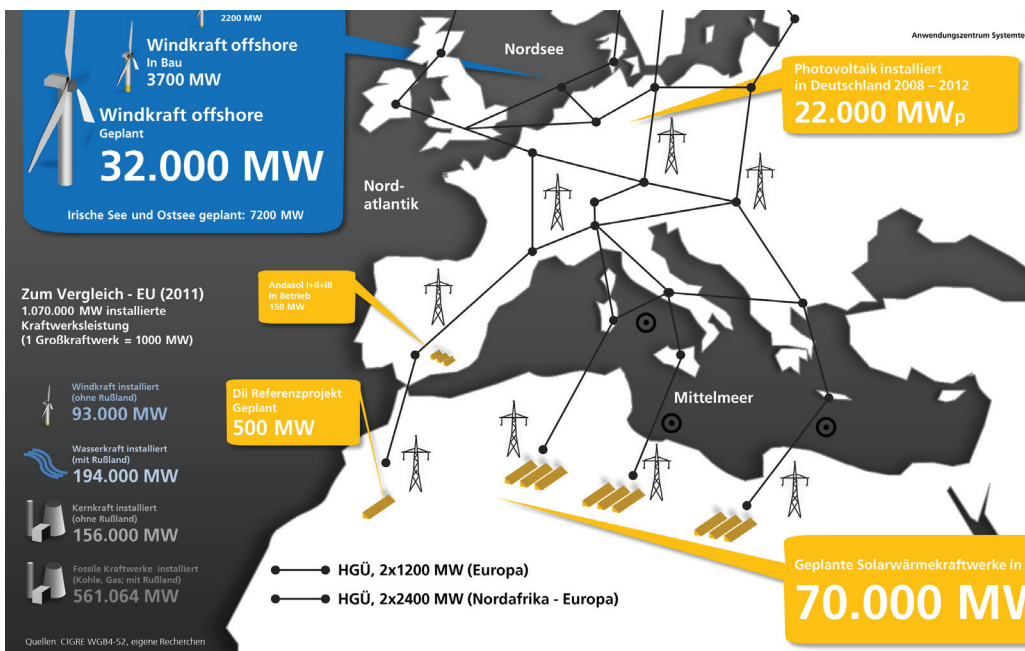 2200 MW
Windkraft offshore
In Bau
3700 MW
Windkraft offshore
Geplant
32.000 MW
Irische See und Ostsee geplant: 7200 MW
Nordsee
Anwendungszentrum Systemte
Photovoltaik installiert
in Deutschland 2008 – 2012
22.000 MWp
Nord-
atlantik
Zum Vergleich - EU (2011)
1.070.000 MW installierte
Kraftwerksleistung
(1 Großkraftwerk = 1000 MW)
Andasol I+II+III
In Betrieb
150 MW
Windkraft installiert
(ohne Rußland)
93.000 MW
Dii Referenzprojekt
Geplant
500 MW
Mittelmeer
Wasserkraft installiert
(mit Rußland)
194.000 MW
Kernkraft installiert
(ohne Rußland)
156.000 MW
Fossile Kraftwerke installiert
(Kohle, Gas; mit Rußland)
561.064 MW
HGÜ, 2x1200 MW (Europa)
HGÜ, 2x2400 MW (Nordafrika - Europa)
Geplante Solarwärmekraftwerke in
70.000 MW
Quellen: CIGRE WGB4-52, eigene Recherchen